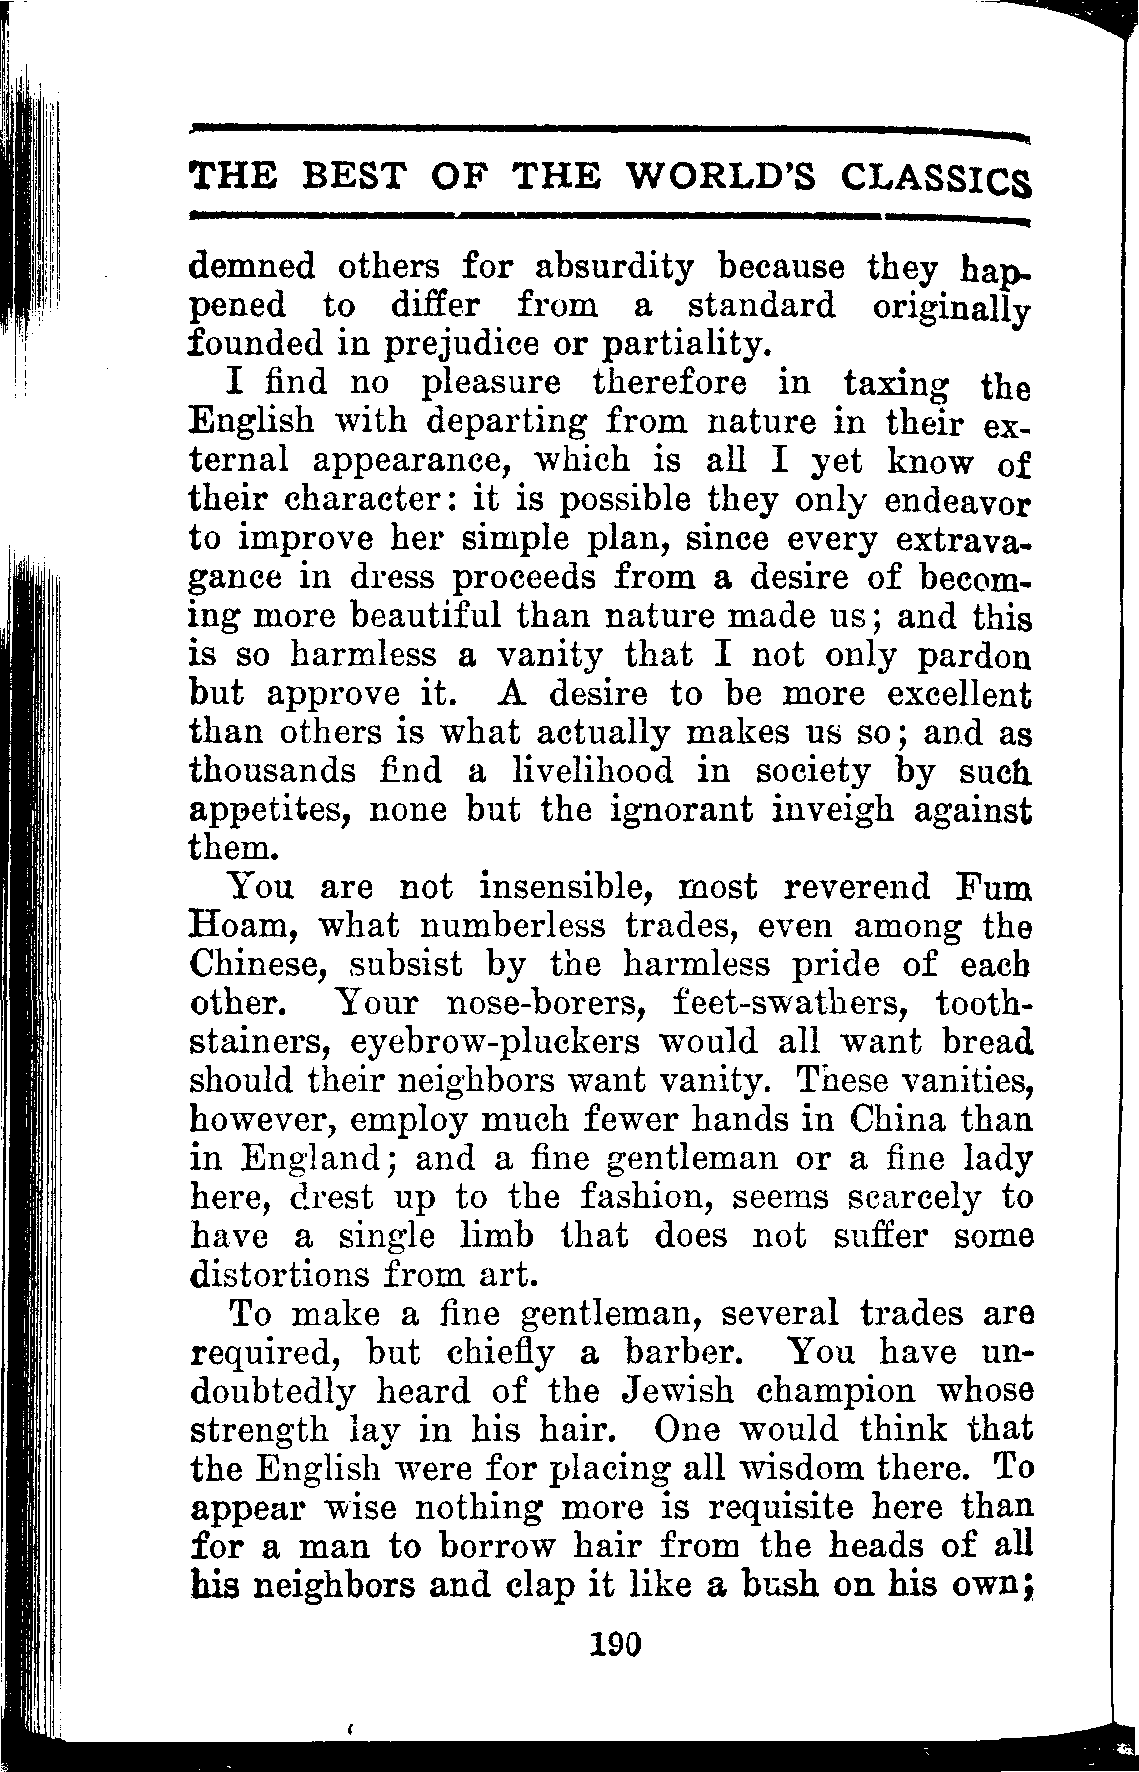 THE BEST OF THE WORLD'S CLASSICS
demned others for absurdity because they hap-
pened to differ from a standard originally
founded in prejudice or partiality.
I find no pleasure therefore in taxing the
English with departing from nature in their ex-
ternal appearance, which is all I yet know of
their character: it is possible they only endeavor
to improve her simple plan, since every extrava-
gance in dress proceeds from a desire of becom-
ing more beautiful than nature made us; and this
is so harmless a vanity that I not only pardon
but approve it. A desire to be more excellent
than others is what actually makes us so; and as
thousands find a livelihood in society by such
appetites, none but the ignorant inveigh against
them.
You are not insensible, most reverend Fum
Hoam, what numberless trades, even among the
Chinese, subsist by the harmless pride of each
other. Your nose-borers, feet-swathers, tooth-
stainers, eyebrow-pluckers would all want bread
should their neighbors want vanity. These vanities,
however, employ much fewer hands in China than
in England; and a fine gentleman or a fine lady
here, drest up to the fashion, seems scarcely to
have a single limb that does not suffer some
distortions from art.
To make a fine gentleman, several trades are
required, but chiefly a barber. You have un-
doubtedly heard of the Jewish champion whose
strength lay in his hair. One would think that
the English were for placing all wisdom there. To
appear wise nothing more is requisite here than
for a man to borrow hair from the heads of all
his neighbors and clap it like a bush on his own;
190